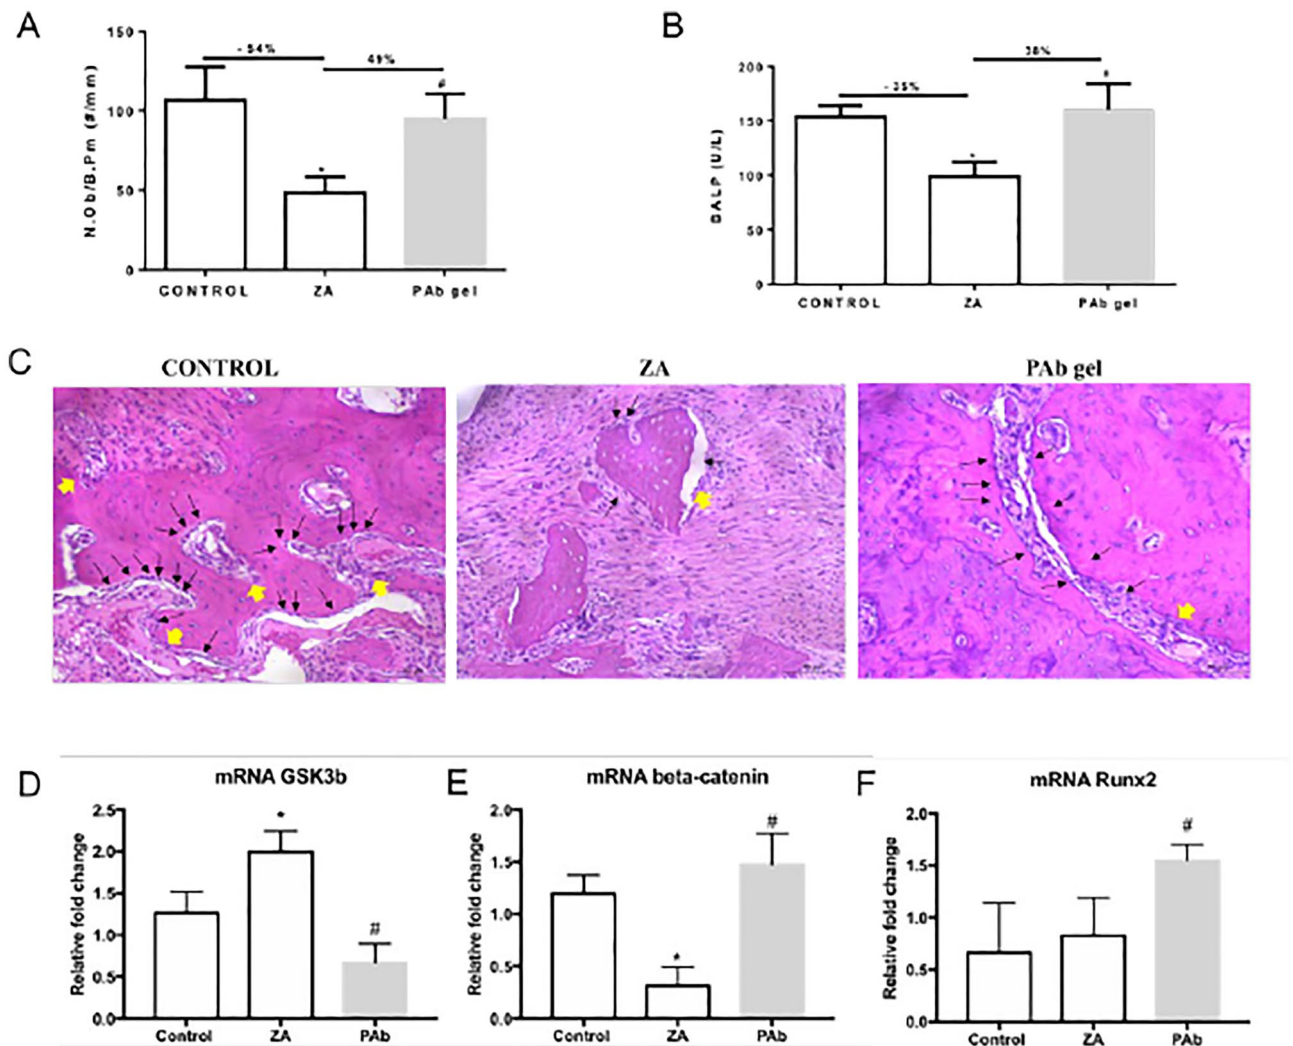 A
150
100
50
0
N.Ob/B.Pm (#/mm)
- 54%
49%
*
#
CONTROL ZA PAb gel
B
200
150
100
50
0
BALP (U/L)
- 35%
38%
*
#
CONTROL ZA PAb gel
C
CONTROL ZA PAb gel
D
mRNA GSK3b
2.5
2.0
1.5
1.0
0.5
0.0
Relative fold change
*
#
Control ZA PAb
E
mRNA beta-catenin
2.0
1.5
1.0
0.5
0.0
Relative fold change
*
#
Control ZA PAb
F
mRNA Runx2
2.0
1.5
1.0
0.5
0.0
Relative fold change
#
Control ZA PAb